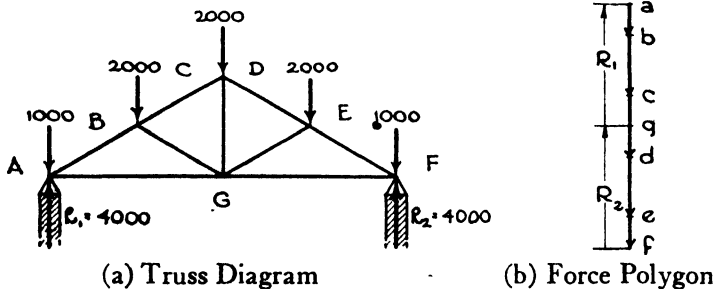 2000
2000 C D 2000
1000 B E 1000
A F
G
R₁=4000 R₂=4000
(a) Truss Diagram
a
b
R₁
c
g
d
R₂
e
f
(b) Force Polygon